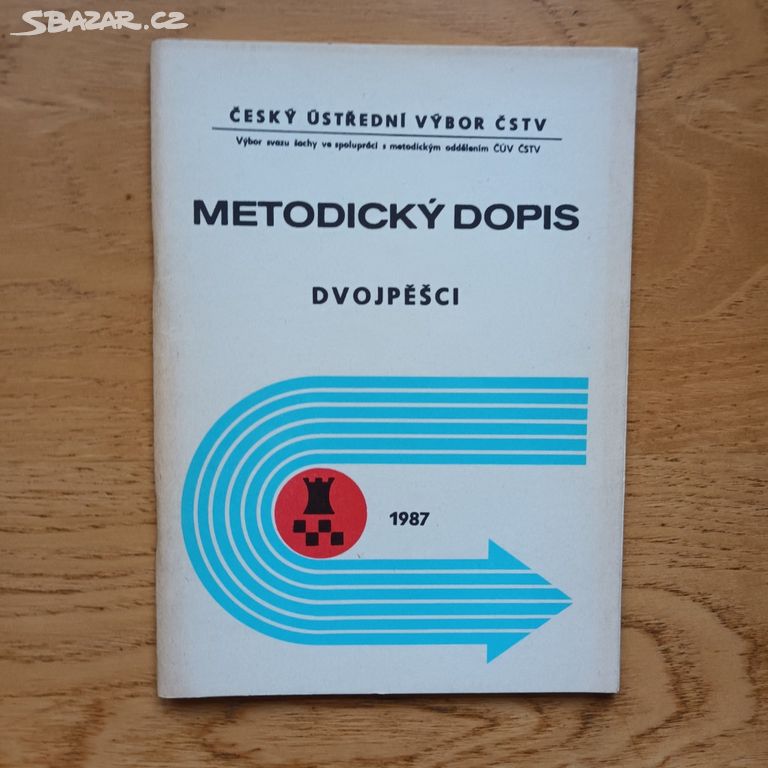 SBAZAR.CZ
ČESKÝ ÚSTŘEDNÍ VÝBOR ČSTV
Výbor svazu šachy ve spolupráci s metodickým oddělením ČÚV ČSTV
METODICKÝ DOPIS
DVOJPĚŠCI
1987